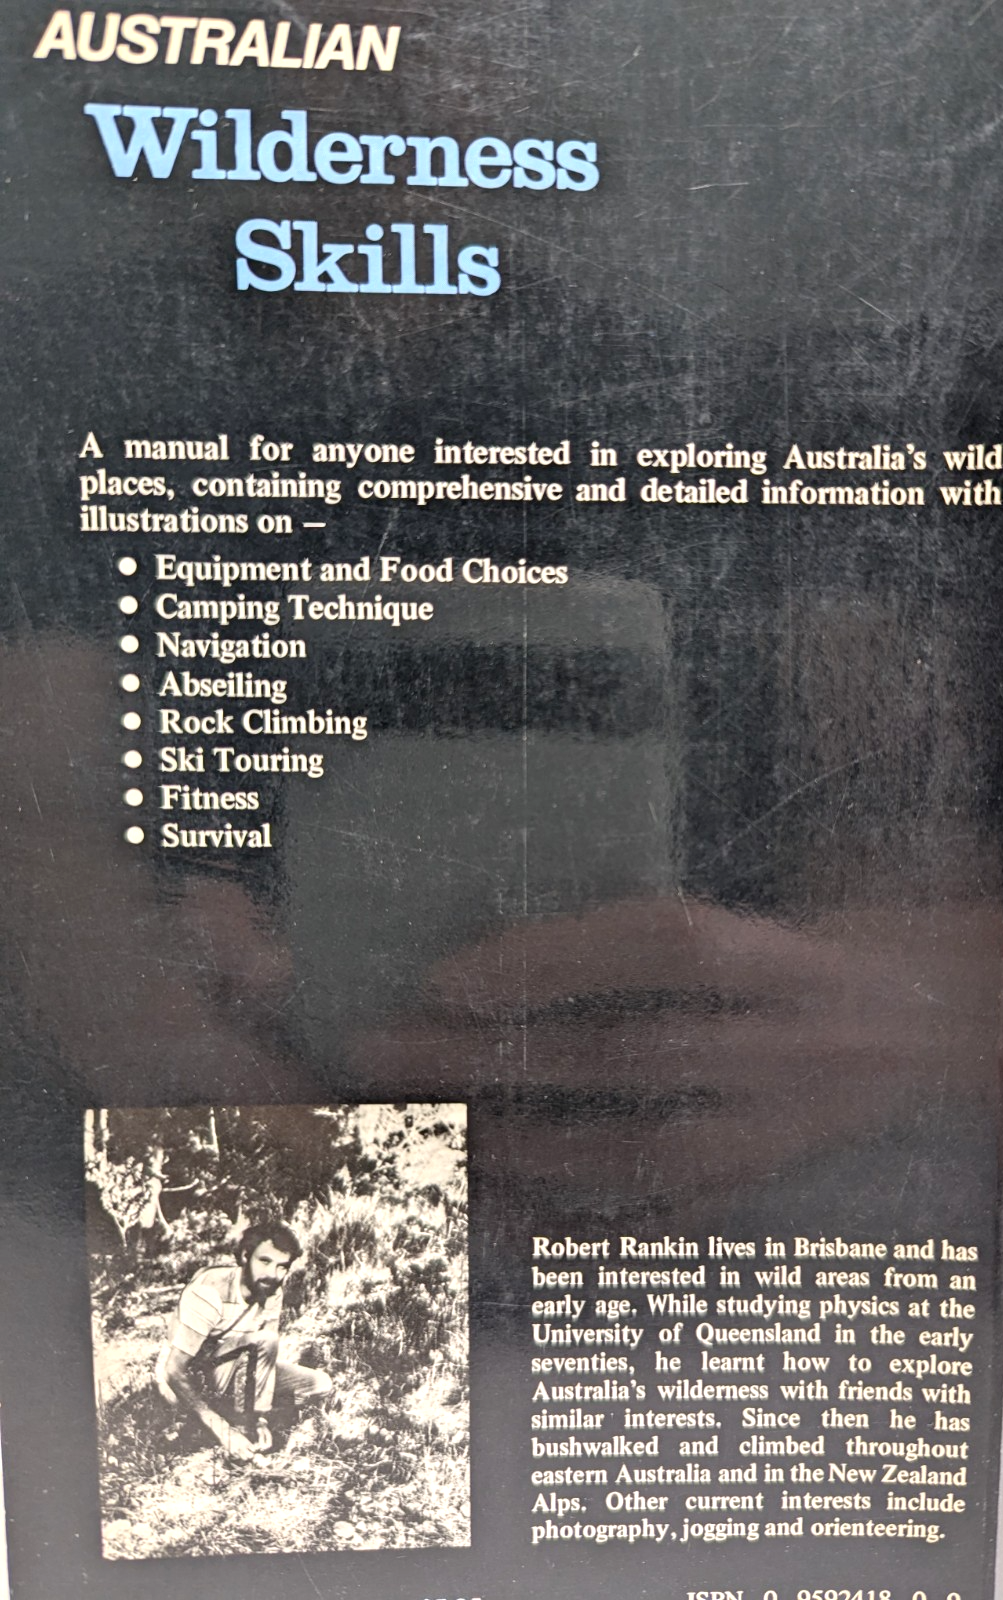 AUSTRALIAN
Wilderness
Skills
A manual for anyone interested in exploring Australia's wild
places, containing comprehensive and detailed information with
illustrations on —
● Equipment and Food Choices
● Camping Technique
● Navigation
● Abseiling
● Rock Climbing
● Ski Touring
● Fitness
● Survival
Robert Rankin lives in Brisbane and has
been interested in wild areas from an
early age. While studying physics at the
University of Queensland in the early
seventies, he learnt how to explore
Australia's wilderness with friends with
similar interests. Since then he has
bushwalked and climbed throughout
eastern Australia and in the New Zealand
Alps. Other current interests include
photography, jogging and orienteering.
ISBN 0 9592418 0